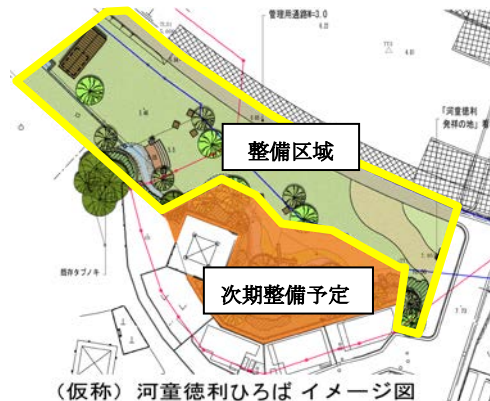 管理所通路W=3.0
「河童徳利
発祥の地」看
整備区域
既存タブノキ
次期整備予定
(仮称) 河童徳利ひろば イメージ図